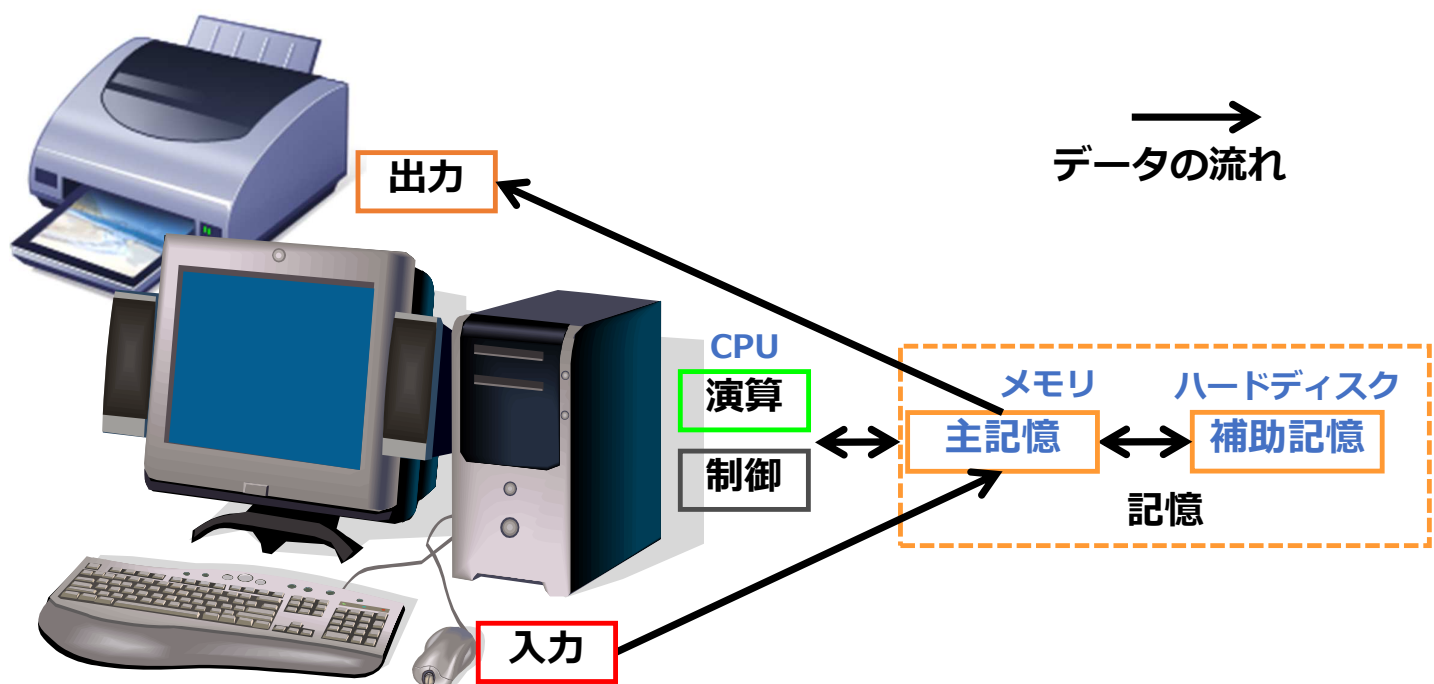 出力
データの流れ
CPU
演算
制御
メモリ
ハードディスク
主記憶
補助記憶
記憶
入力